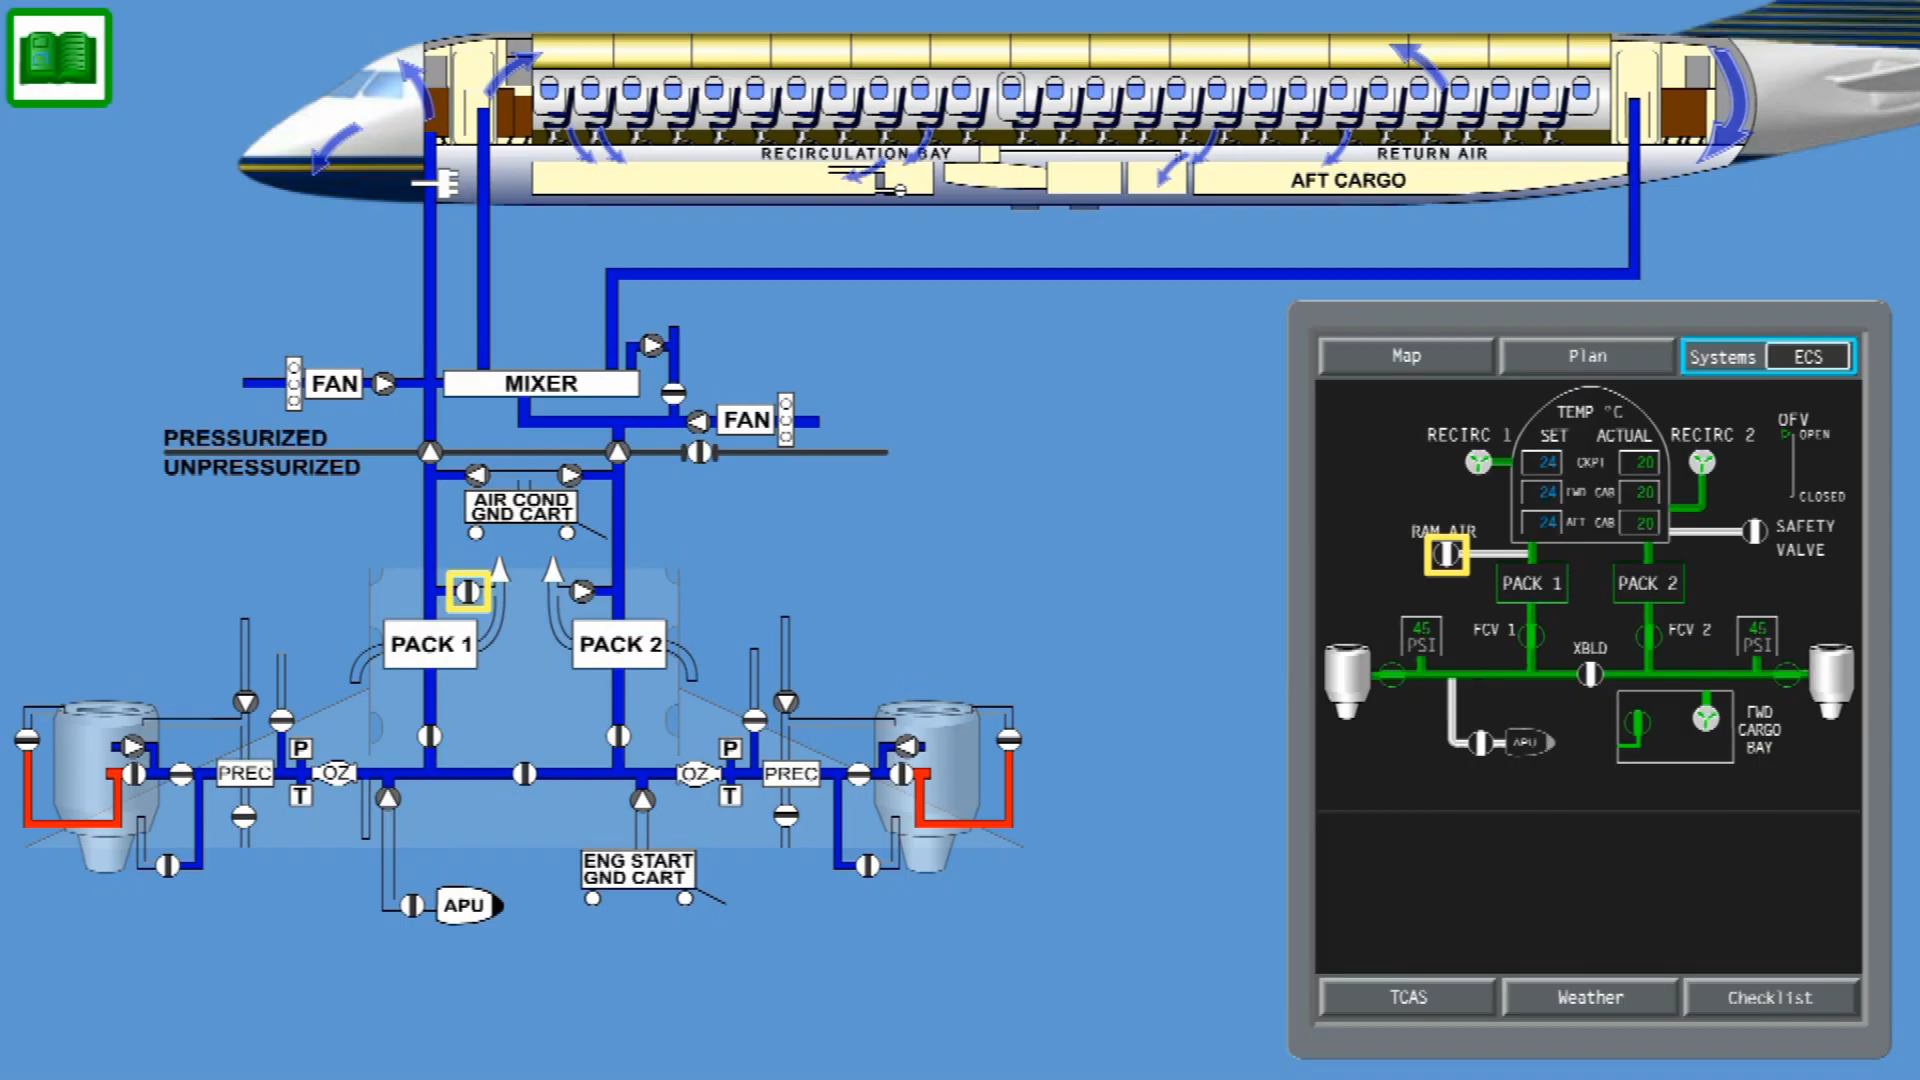 RECIRCULATION BAY
RETURN AIR
AFT CARGO
FAN
MIXER
FAN
PRESSURIZED
UNPRESSURIZED
AIR COND
GND CART
PACK 1
PACK 2
P
PREC
T
OZ
P
OZ
T
PREC
ENG START
GND CART
APU
Map
Plan
Systems
ECS
TEMP °C
SET
ACTUAL
RECIRC 1
RECIRC 2
OFV
OPEN
CLOSED
24 CKPT 20
24 FWD CAB 20
24 AFT CAB 20
RAM AIR
SAFETY
VALVE
PACK 1
PACK 2
45
PSI
FCV 1
XBLD
FCV 2
45
PSI
APU
FWD
CARGO
BAY
TCAS
Weather
Checklist